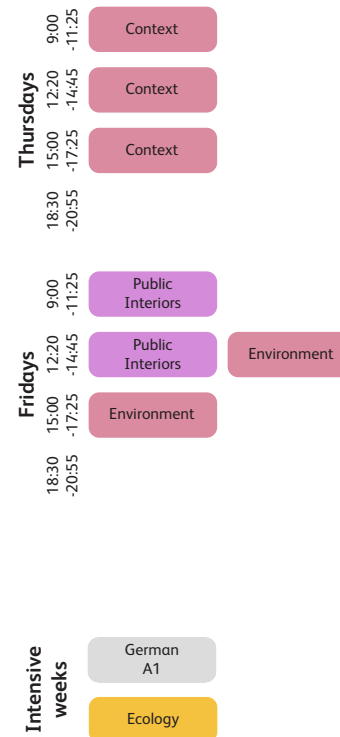 Thursdays
9:00
-11:25
Context
12:20
-14:45
Context
15:00
-17:25
Context
18:30
-20:55
Fridays
9:00
-11:25
Public
Interiors
12:20
-14:45
Public
Interiors
Environment
15:00
-17:25
Environment
18:30
-20:55
Intensive
weeks
German
A1
Ecology